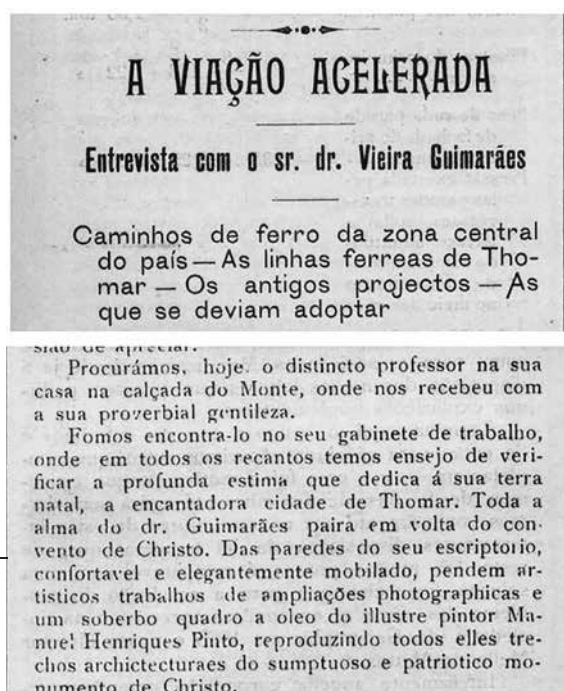 A VIAÇÃO ACELERADA
Entrevista com o sr. dr. Vieira Guimarães
Caminhos de ferro da zona central
do país — As linhas ferreas de Tho-
mar — Os antigos projectos — As
que se deviam adoptar
sião de apreciar.
Procurámos, hoje, o distincto professor na sua
casa na calçada do Monte, onde nos recebeu com
a sua proverbial gentileza.
Fomos encontra-lo no seu gabinete de trabalho,
onde em todos os recantos temos ensejo de veri-
ficar a profunda estima que dedica á sua terra
natal, a encantadora cidade de Thomar. Toda a
alma do dr. Guimarães paira em volta do con-
vento de Christo. Das paredes do seu escriptorio,
confortavel e elegantemente mobilado, pendem ar-
tisticos trabalhos de ampliações photographicas e
um soberbo quadro a oleo do illustre pintor Ma-
nuel Henriques Pinto, reproduzindo todos elles tre-
chos archictecturaes do sumptuoso e patriotico mo-
numento de Christo.